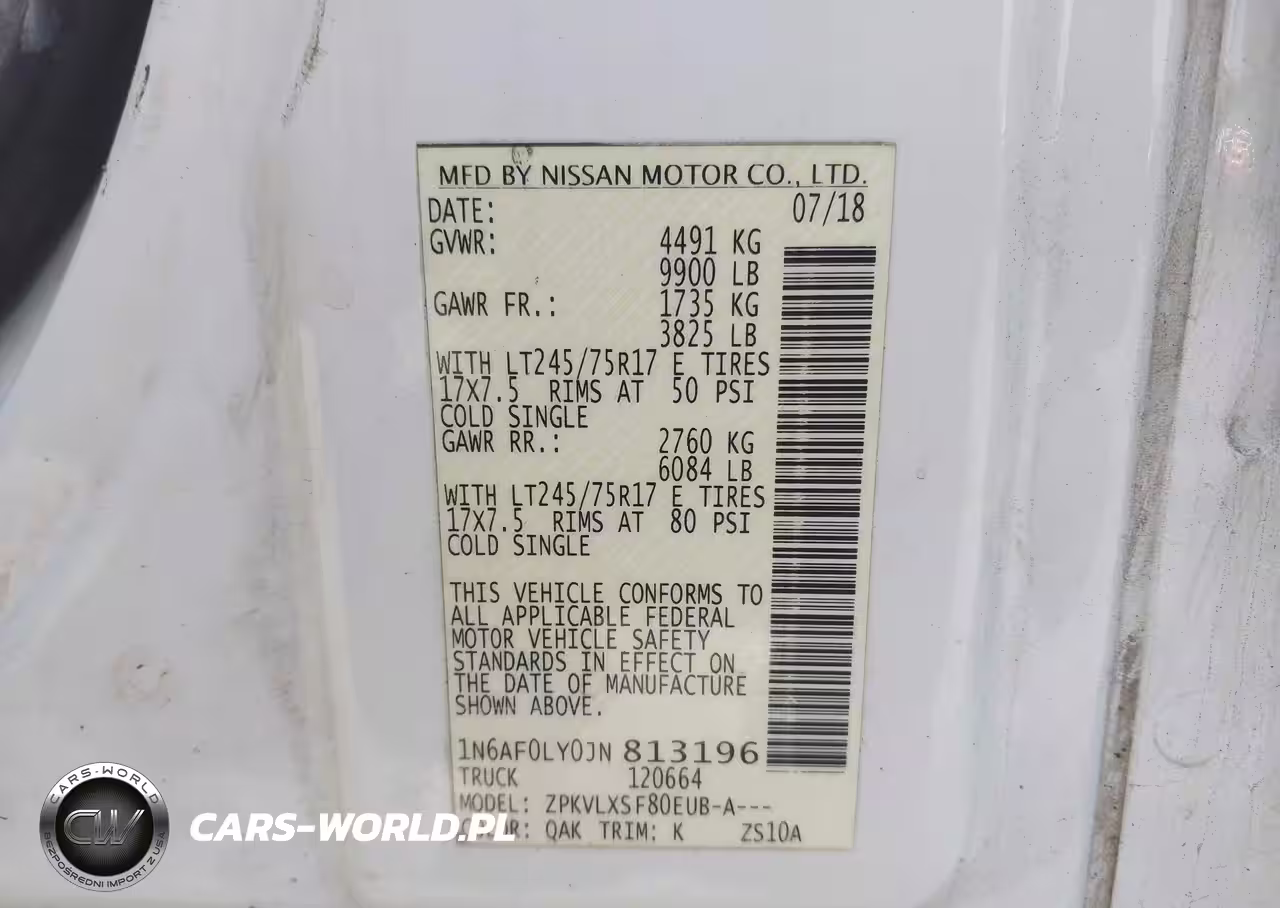 MFD BY NISSAN MOTOR CO., LTD.
DATE: 07/18
GVWR: 4491 KG
9900 LB
GAWR FR.: 1735 KG
3825 LB
WITH LT245/75R17 E TIRES
17X7.5 RIMS AT 50 PSI
COLD SINGLE
GAWR RR.: 2760 KG
6084 LB
WITH LT245/75R17 E TIRES
17X7.5 RIMS AT 80 PSI
COLD SINGLE
THIS VEHICLE CONFORMS TO
ALL APPLICABLE FEDERAL
MOTOR VEHICLE SAFETY
STANDARDS IN EFFECT ON
THE DATE OF MANUFACTURE
SHOWN ABOVE.
1N6AF0LY0JN 813196
TRUCK 120664
MODEL: ZPKVLXSF80EUB-A---
QAK TRIM: K ZS10A
CARS-WORLD
CW
BEZPOŚREDNI IMPORT Z USA
CARS-WORLD.PL